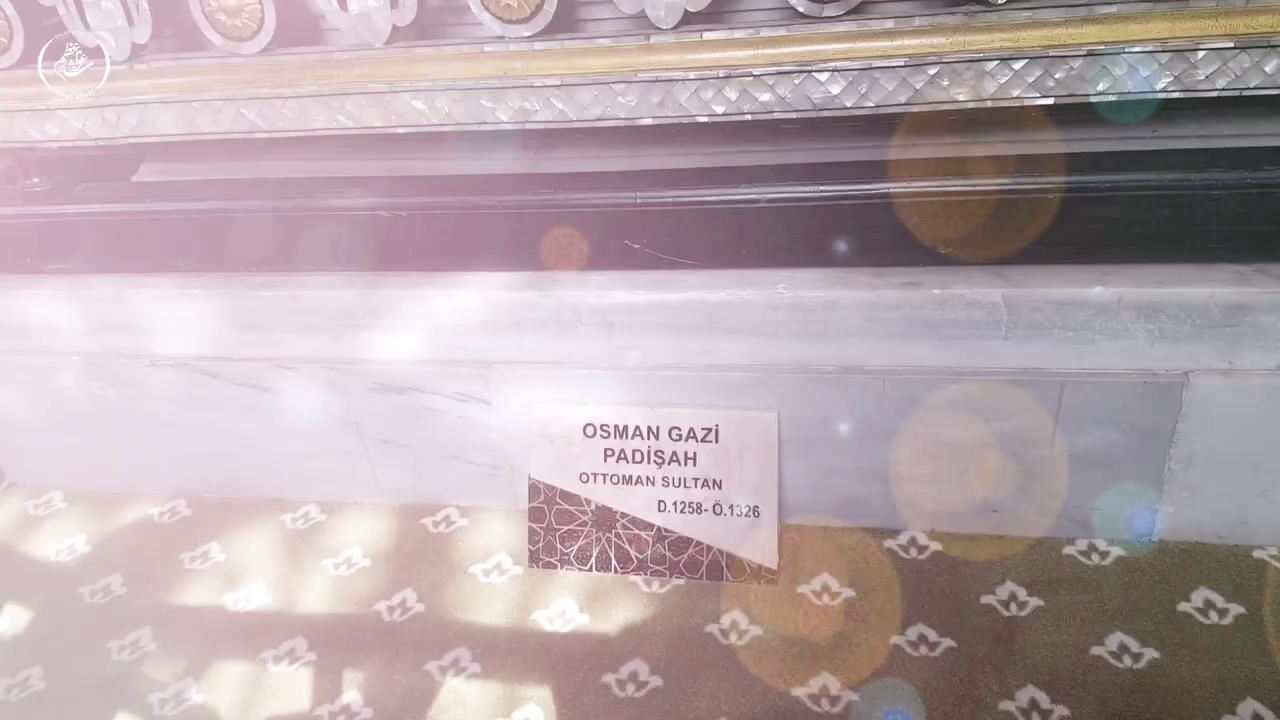 OSMAN GAZİ
PADİŞAH
OTTOMAN SULTAN
D.1258- Ö.1326